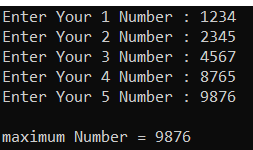 Enter Your 1 Number : 1234
Enter Your 2 Number : 2345
Enter Your 3 Number : 4567
Enter Your 4 Number : 8765
Enter Your 5 Number : 9876
maximum Number = 9876